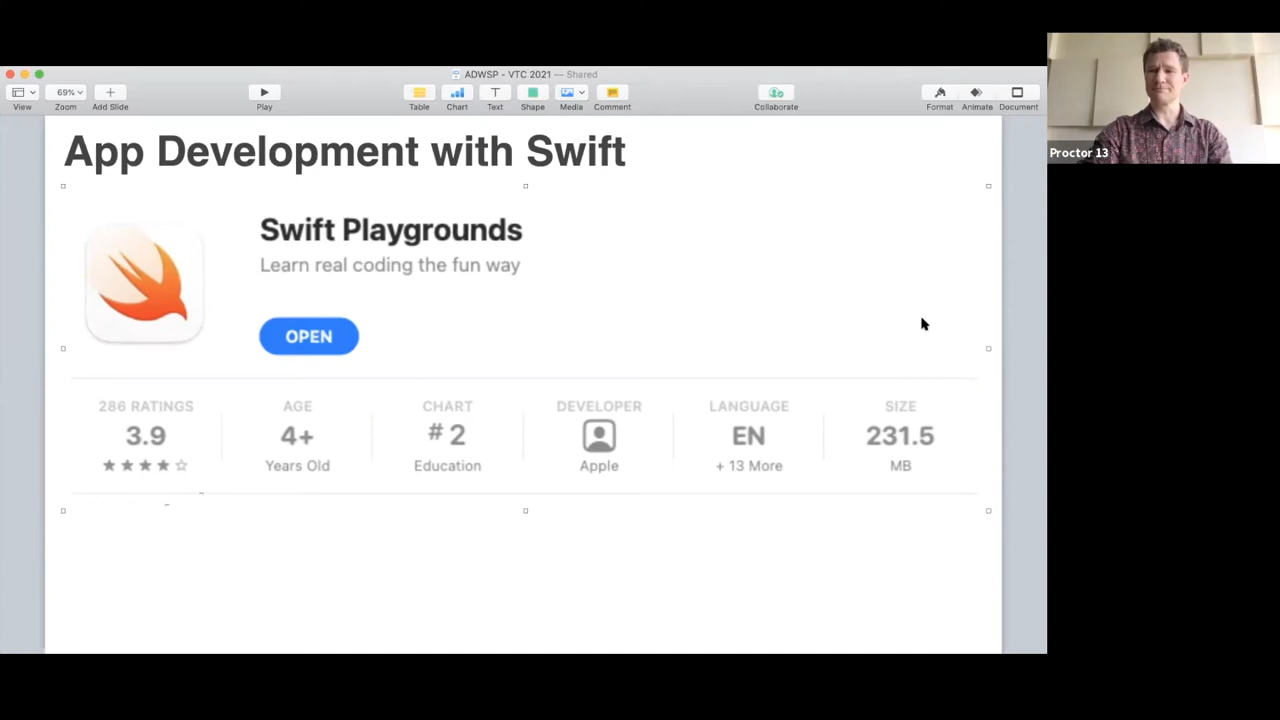 ADWSP - VTC 2021 — Shared
View
69%
Zoom
Add Slide
Play
Table
Chart
Text
Shape
Media
Comment
Collaborate
Format
Animate
Document
Proctor 13
App Development with Swift
Swift Playgrounds
Learn real coding the fun way
OPEN
286 RATINGS
3.9
AGE
4+
Years Old
CHART
#2
Education
DEVELOPER
Apple
LANGUAGE
EN
+ 13 More
SIZE
231.5
MB